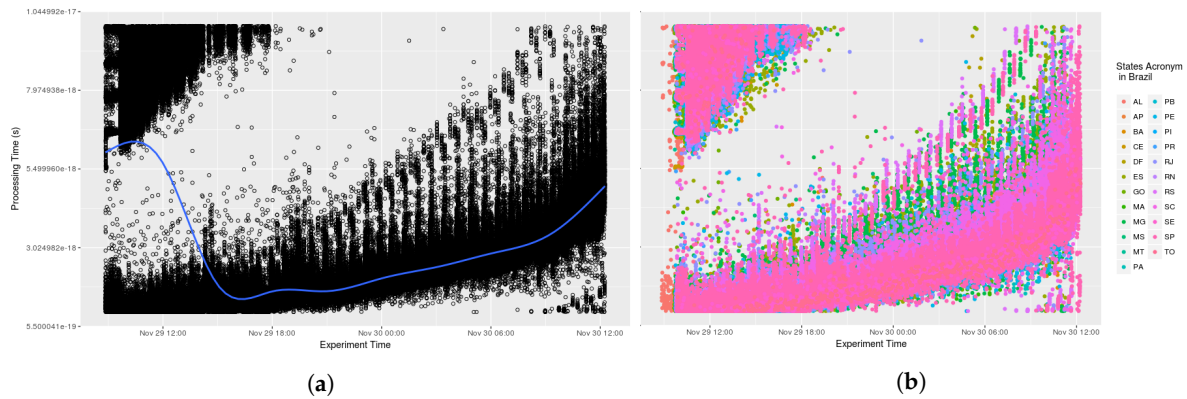 1.044992e-17
7.974938e-18
5.499960e-18
3.024982e-18
5.500041e-19
Processing Time (s)
Nov 29 12:00
Nov 29 18:00
Nov 30 00:00
Nov 30 06:00
Nov 30 12:00
Experiment Time
(a)
Nov 29 12:00
Nov 29 18:00
Nov 30 00:00
Nov 30 06:00
Nov 30 12:00
Experiment Time
(b)
States Acronym
in Brazil
AL PB
AP PE
BA PI
CE PR
DF RJ
ES RN
GO RS
MA SC
MG SE
MS SP
MT TO
PA